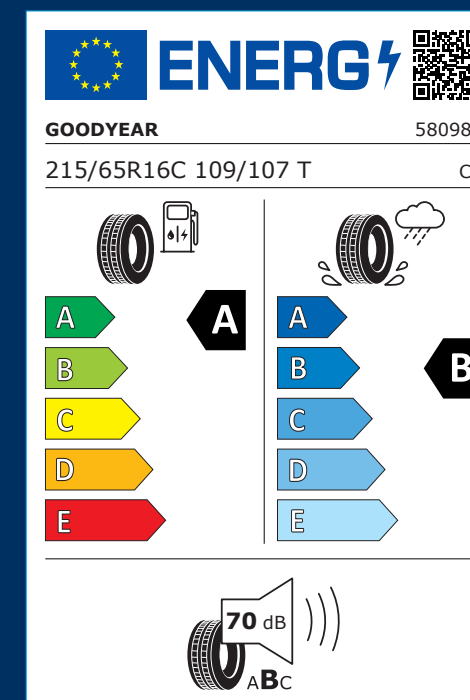 ENERG
GOODYEAR 58098
215/65R16C 109/107 T C
A A A
B B B
C C
D D
E E
70 dB
ABC